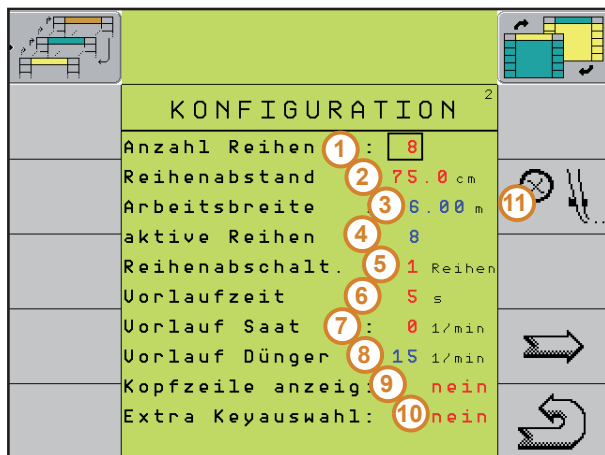 KONFIGURATION 2
Anzahl Reihen 1 : 8
Reihenabstand 2 75.0 cm
Arbeitsbreite : 3 6.00 m 11
aktive Reihen 4 8
Reihenabschalt. 5 1 Reihen
Vorlaufzeit 6 5 s
Vorlauf Saat 7 : 0 1/min
Vorlauf Dünger 8 15 1/min
Kopfzeile anzeig: 9 nein
Extra Keyauswahl: 10 nein